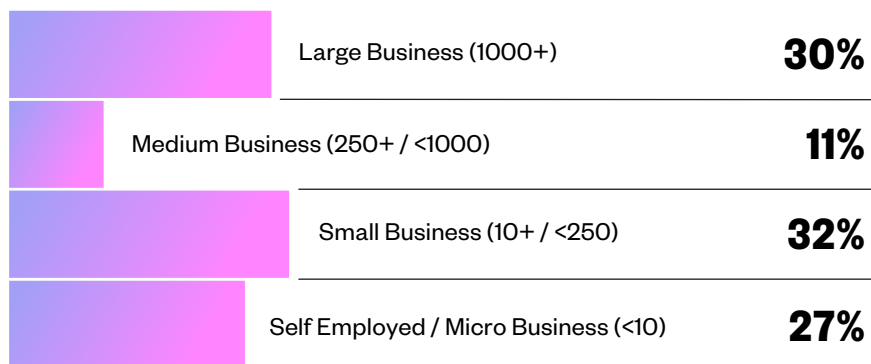 Large Business (1000+) 30%
Medium Business (250+ / <1000) 11%
Small Business (10+ / <250) 32%
Self Employed / Micro Business (<10) 27%